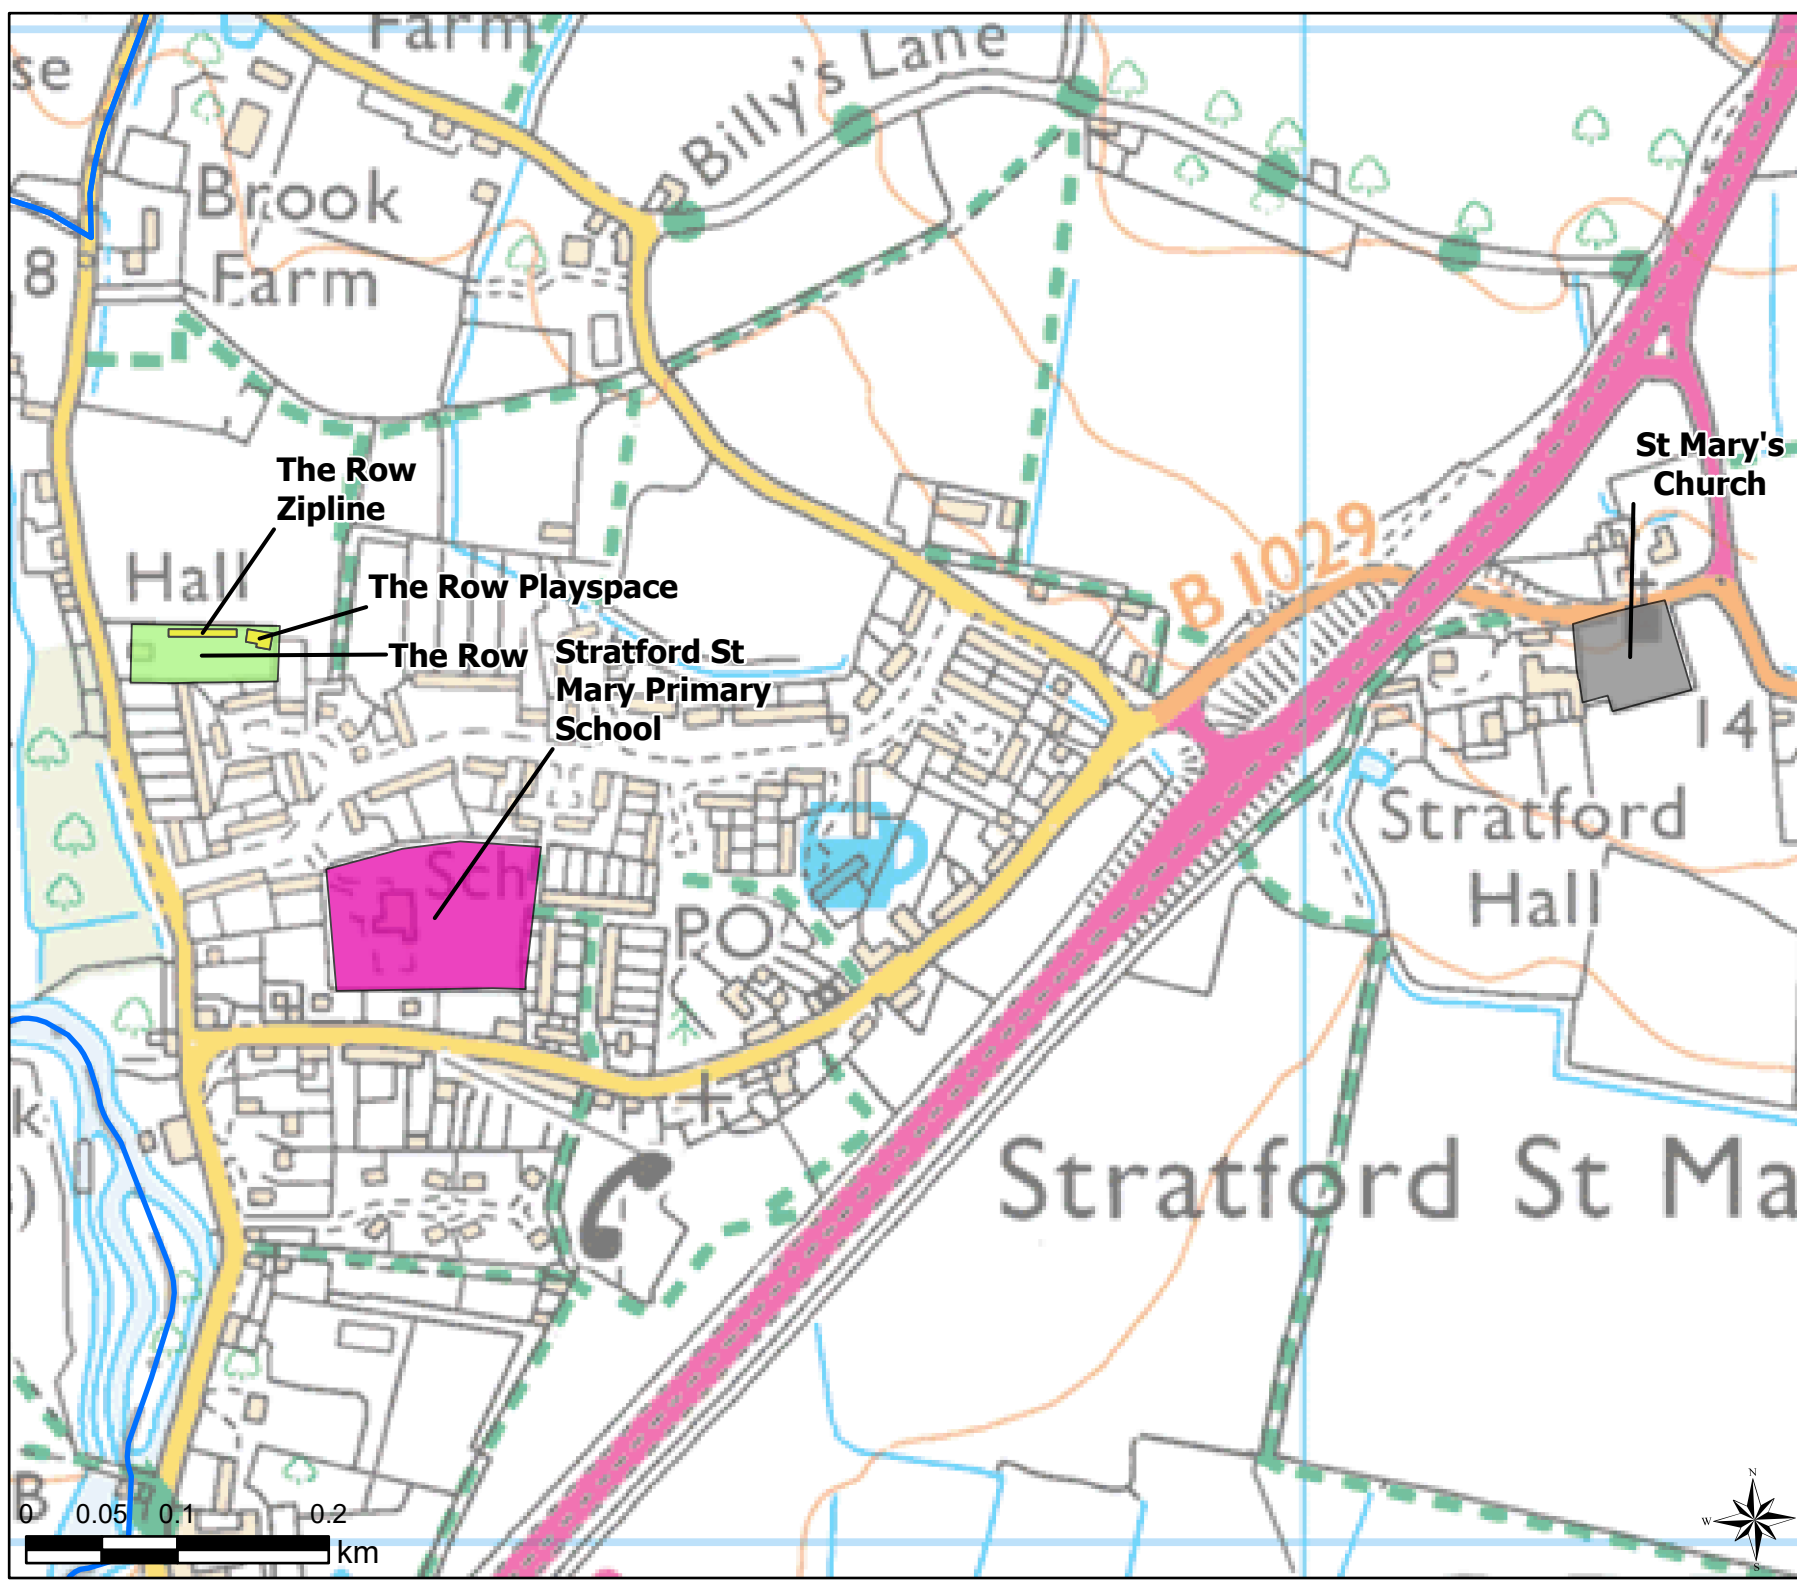 Farm
se
Billy's Lane
Brook
Farm
8
The Row
Zipline
St Mary's
Church
Hall
B 1029
The Row Playspace
The Row
Stratford St
Mary Primary
School
14
Stratford
Hall
Sch
PO
k
)
Stratford St Ma
B
0 0.05 0.1 0.2
km
N
W
S